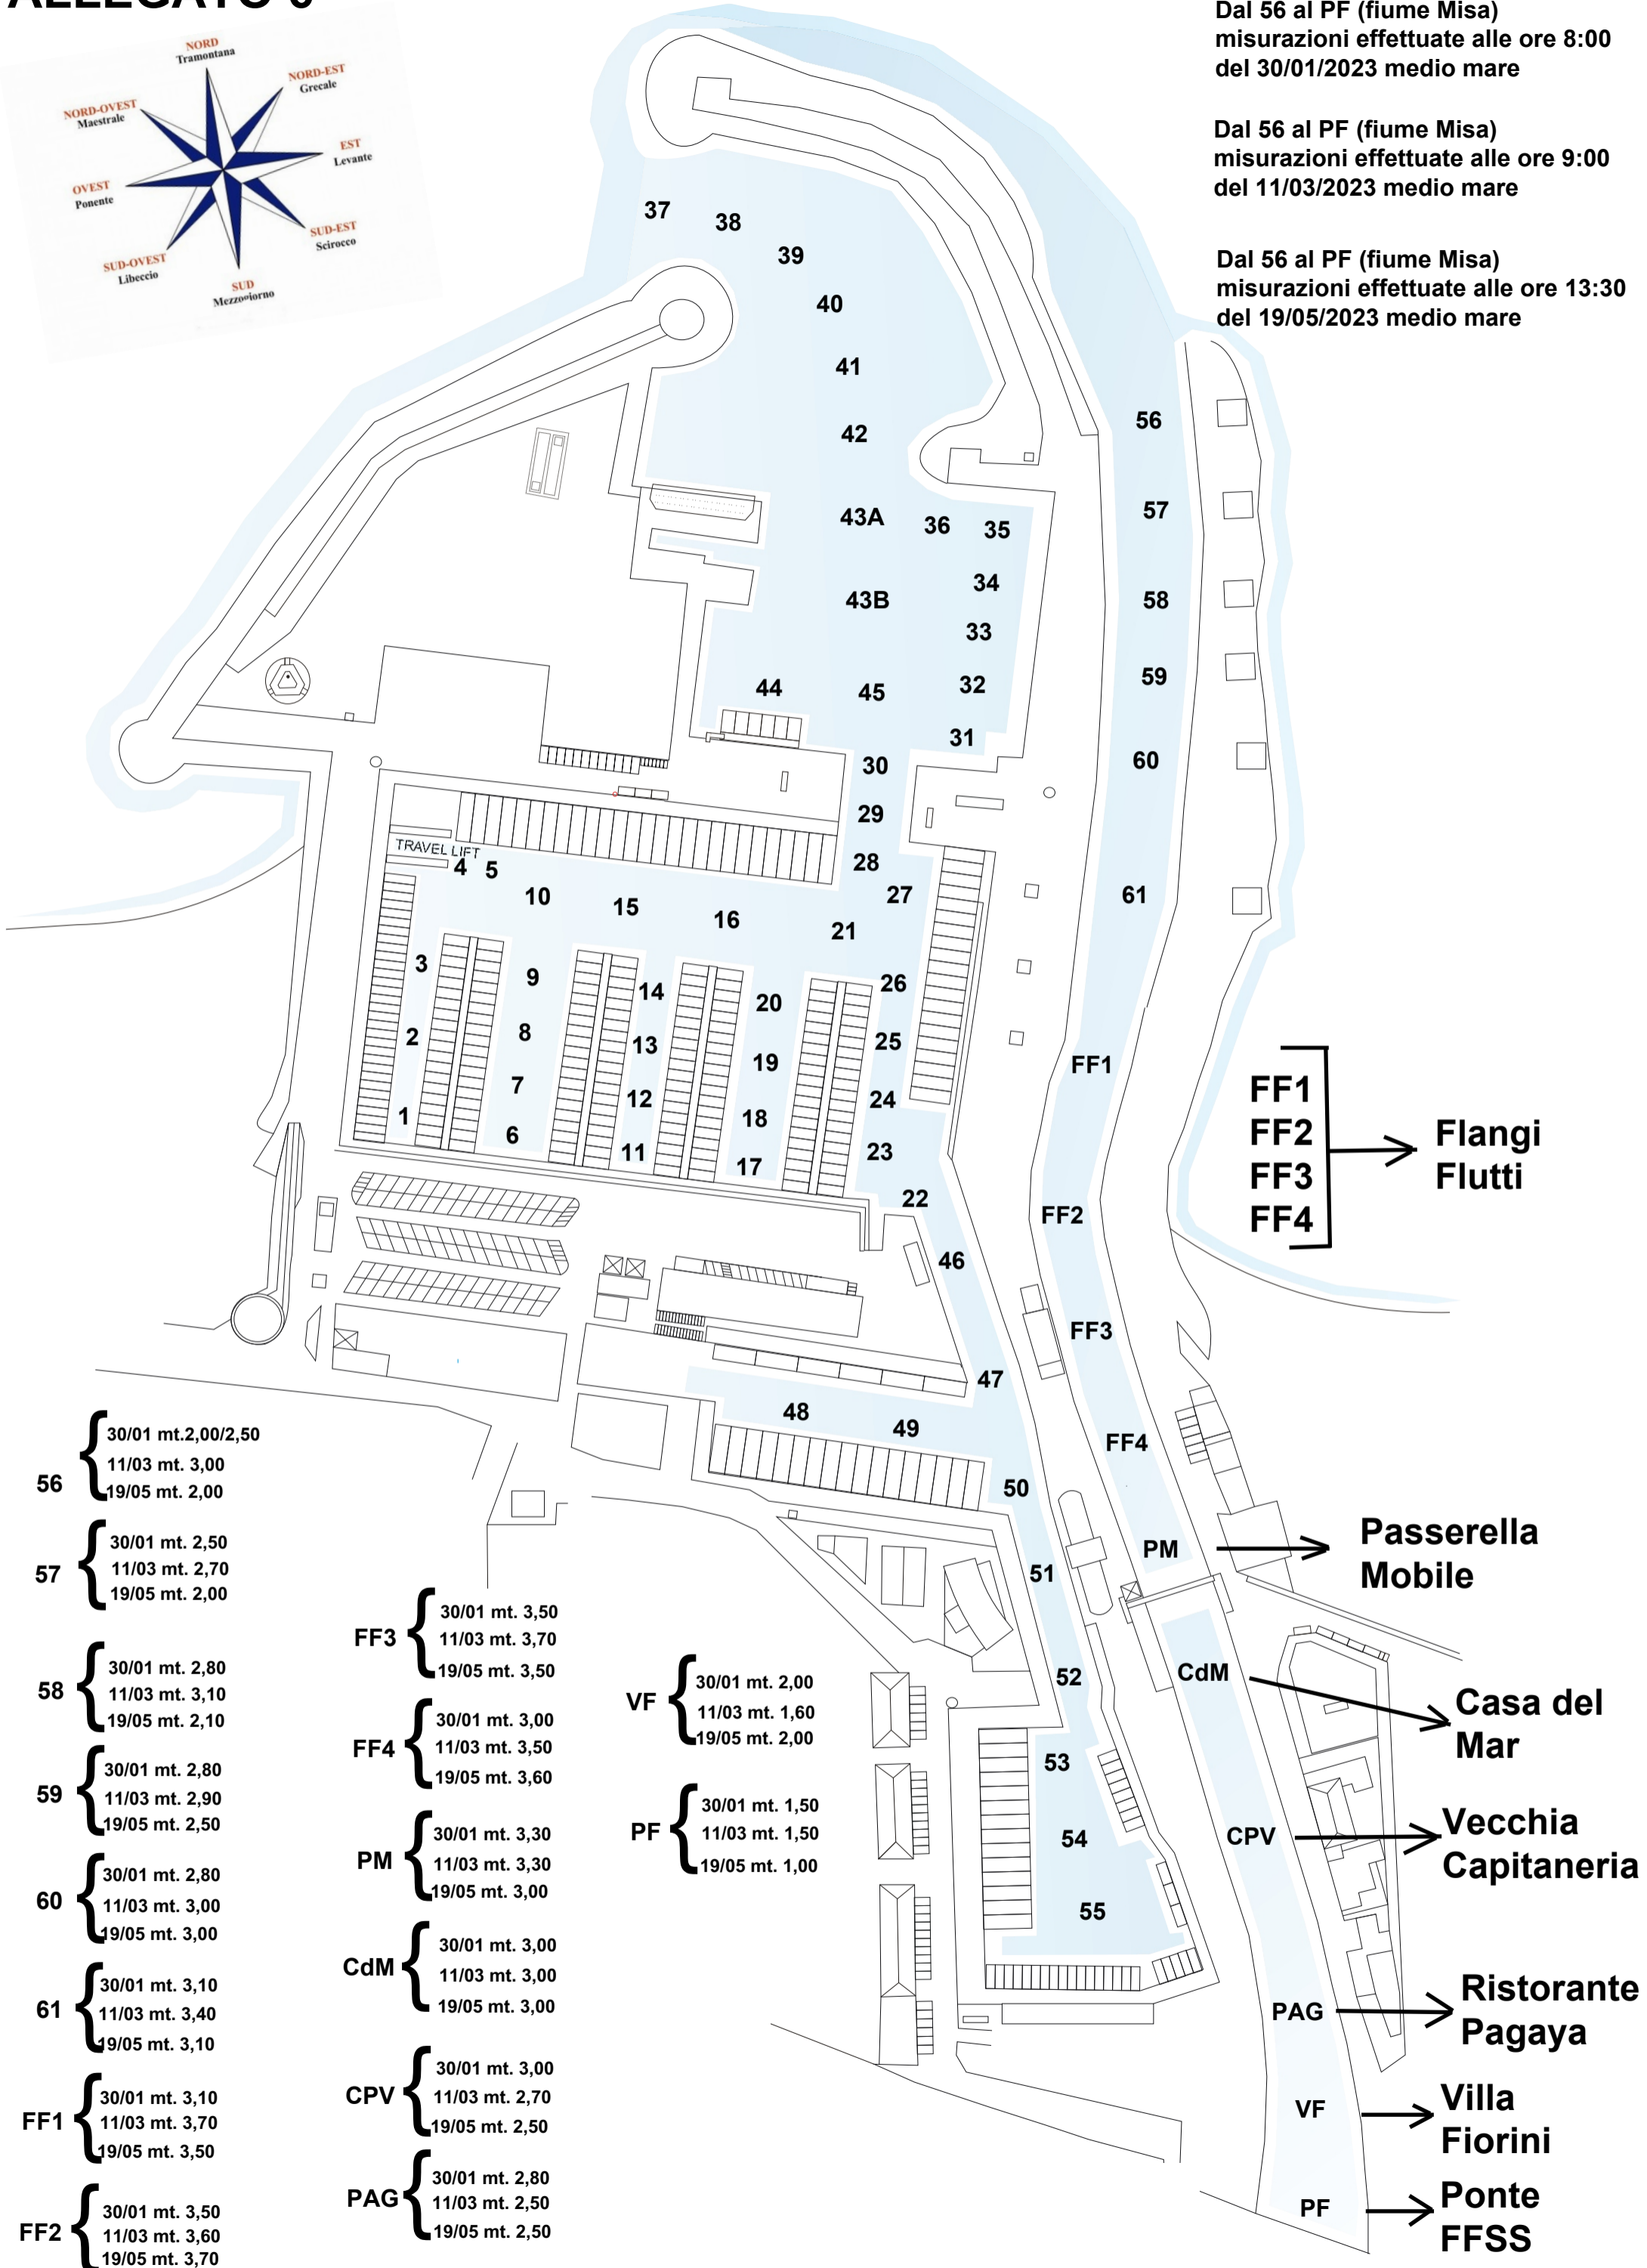 ALLEGATO 6
NORD
Tramontana
NORD-EST
Grecale
NORD-OVEST
Maestrale
EST
Levante
OVEST
Ponente
SUD-EST
Scirocco
SUD-OVEST
Libeccio
SUD
Mezzogiorno
Dal 56 al PF (fiume Misa)
misurazioni effettuate alle ore 8:00
del 30/01/2023 medio mare
Dal 56 al PF (fiume Misa)
misurazioni effettuate alle ore 9:00
del 11/03/2023 medio mare
Dal 56 al PF (fiume Misa)
misurazioni effettuate alle ore 13:30
del 19/05/2023 medio mare
37
38
39
40
41
42
56
43A
36
35
57
34
43B
58
33
59
32
44
45
31
60
30
29
TRAVEL LIFT
28
4
5
27
61
10
15
16
21
3
9
26
14
20
2
8
13
25
19
FF1
7
12
24
1
18
6
11
23
17
22
FF2
46
FF3
47
48
49
FF4
50
PM
51
52
CdM
53
54
CPV
55
PAG
VF
PF
FF1
FF2
FF3
FF4
Flangi
Flutti
Passerella
Mobile
Casa del
Mar
Vecchia
Capitaneria
Ristorante
Pagaya
Villa
Fiorini
Ponte
FFSS
56
30/01 mt.2,00/2,50
11/03 mt. 3,00
19/05 mt. 2,00
57
30/01 mt. 2,50
11/03 mt. 2,70
19/05 mt. 2,00
58
30/01 mt. 2,80
11/03 mt. 3,10
19/05 mt. 2,10
59
30/01 mt. 2,80
11/03 mt. 2,90
19/05 mt. 2,50
60
30/01 mt. 2,80
11/03 mt. 3,00
19/05 mt. 3,00
61
30/01 mt. 3,10
11/03 mt. 3,40
19/05 mt. 3,10
FF1
30/01 mt. 3,10
11/03 mt. 3,70
19/05 mt. 3,50
FF2
30/01 mt. 3,50
11/03 mt. 3,60
19/05 mt. 3,70
FF3
30/01 mt. 3,50
11/03 mt. 3,70
19/05 mt. 3,50
FF4
30/01 mt. 3,00
11/03 mt. 3,50
19/05 mt. 3,60
PM
30/01 mt. 3,30
11/03 mt. 3,30
19/05 mt. 3,00
CdM
30/01 mt. 3,00
11/03 mt. 3,00
19/05 mt. 3,00
CPV
30/01 mt. 3,00
11/03 mt. 2,70
19/05 mt. 2,50
PAG
30/01 mt. 2,80
11/03 mt. 2,50
19/05 mt. 2,50
VF
30/01 mt. 2,00
11/03 mt. 1,60
19/05 mt. 2,00
PF
30/01 mt. 1,50
11/03 mt. 1,50
19/05 mt. 1,00